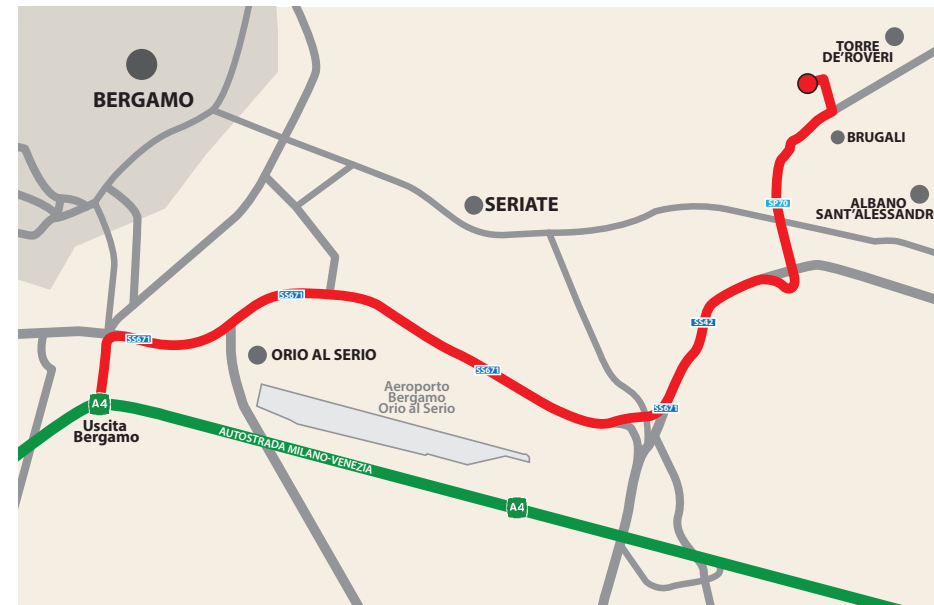 TORRE
DE'ROVERI
BERGAMO
BRUGALI
SP70
ALBANO
SANT'ALESSANDR
SERIATE
SS671
SS42
SS671
ORIO AL SERIO
SS671
Aeroporto
Bergamo
Orio al Serio
A4
SS671
Uscita
Bergamo
AUTOSTRADA MILANO-VENEZIA
A4